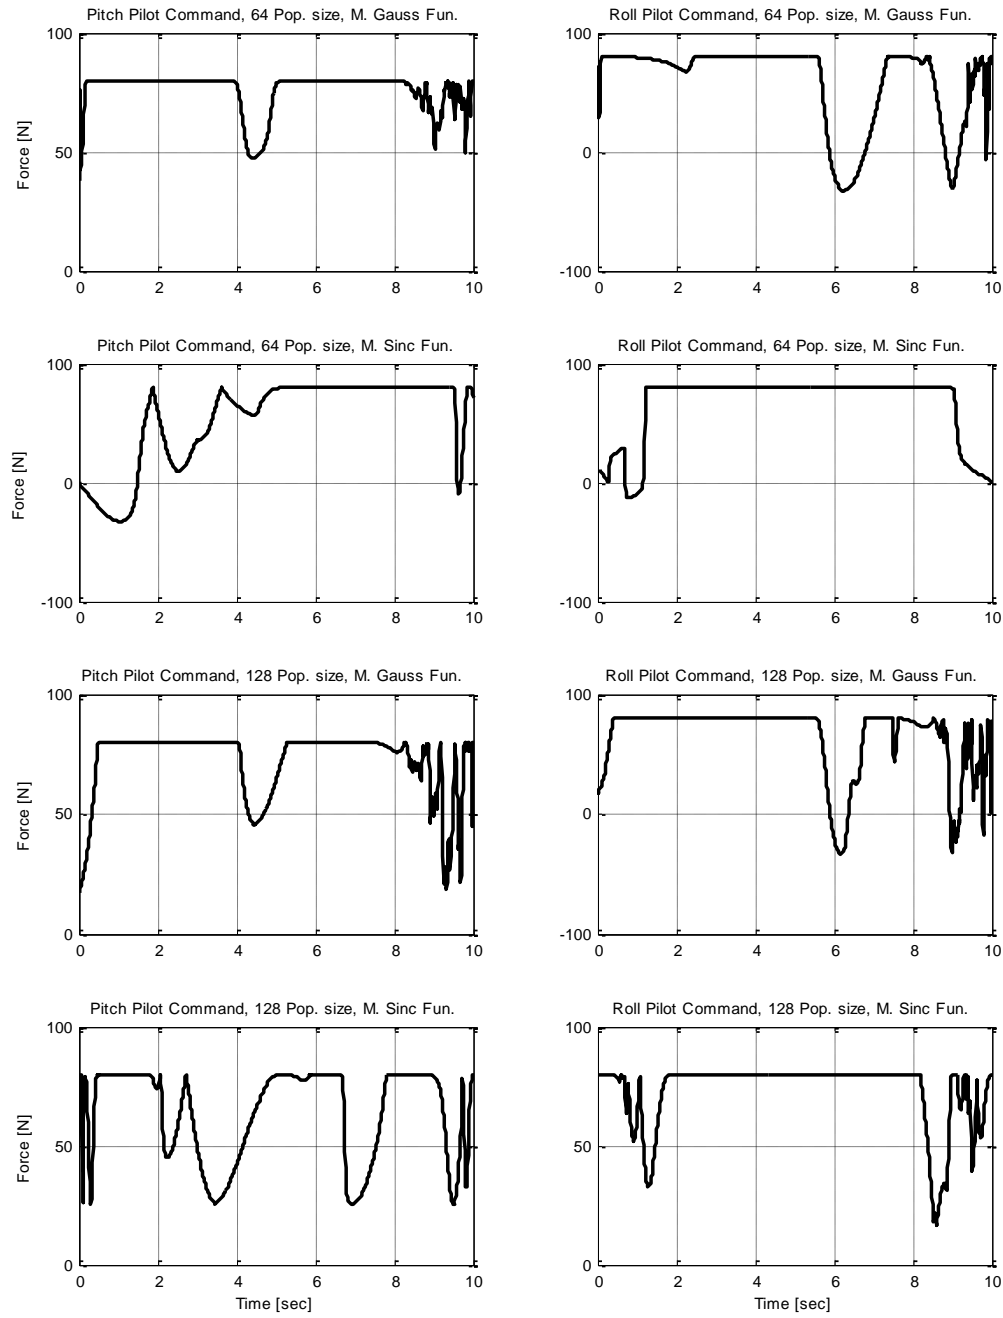 Pitch Pilot Command, 64 Pop. size, M. Gauss Fun.
100
50
0
Force [N]
0 2 4 6 8 10
Roll Pilot Command, 64 Pop. size, M. Gauss Fun.
100
0
-100
0 2 4 6 8 10
Pitch Pilot Command, 64 Pop. size, M. Sinc Fun.
100
0
-100
Force [N]
0 2 4 6 8 10
Roll Pilot Command, 64 Pop. size, M. Sinc Fun.
100
0
-100
0 2 4 6 8 10
Pitch Pilot Command, 128 Pop. size, M. Gauss Fun.
100
50
0
Force [N]
0 2 4 6 8 10
Roll Pilot Command, 128 Pop. size, M. Gauss Fun.
100
0
-100
0 2 4 6 8 10
Pitch Pilot Command, 128 Pop. size, M. Sinc Fun.
100
50
0
Force [N]
0 2 4 6 8 10
Time [sec]
Roll Pilot Command, 128 Pop. size, M. Sinc Fun.
100
50
0
0 2 4 6 8 10
Time [sec]